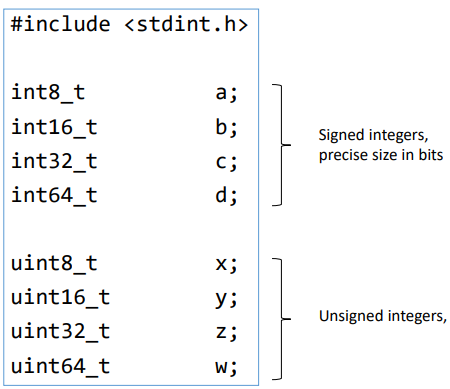 #include <stdint.h>
int8_t a;
int16_t b;
int32_t c;
int64_t d;
Signed integers,
precise size in bits
uint8_t x;
uint16_t y;
uint32_t z;
uint64_t w;
Unsigned integers,